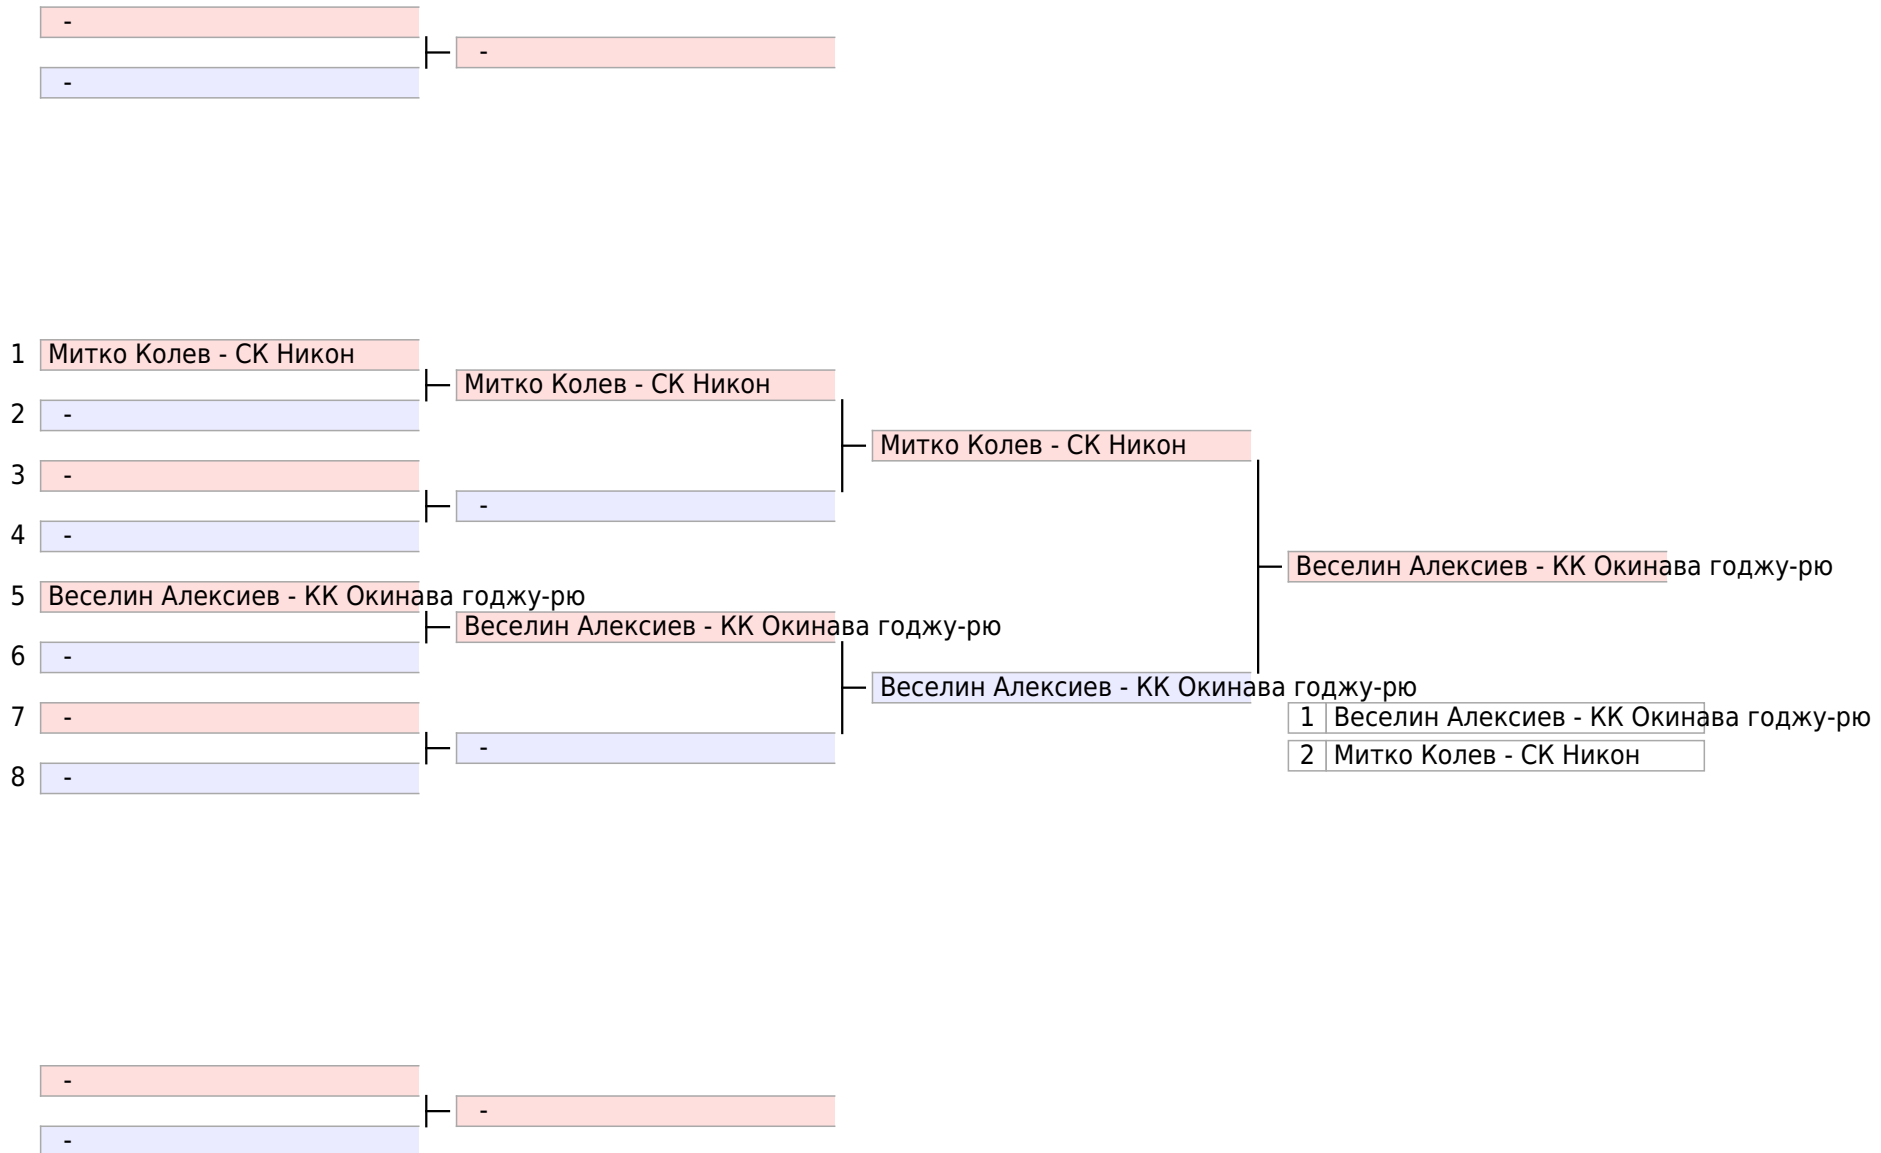 -
-
-
1 Митко Колев - СК Никон
Митко Колев - СК Никон
2 -
Митко Колев - СК Никон
3 -
-
4 -
Веселин Алексиев - КК Окинава годжу-рю
5 Веселин Алексиев - КК Окинава годжу-рю
Веселин Алексиев - КК Окинава годжу-рю
6 -
Веселин Алексиев - КК Окинава годжу-рю
7 -
1 Веселин Алексиев - КК Окинава годжу-рю
-
2 Митко Колев - СК Никон
8 -
-
-
-